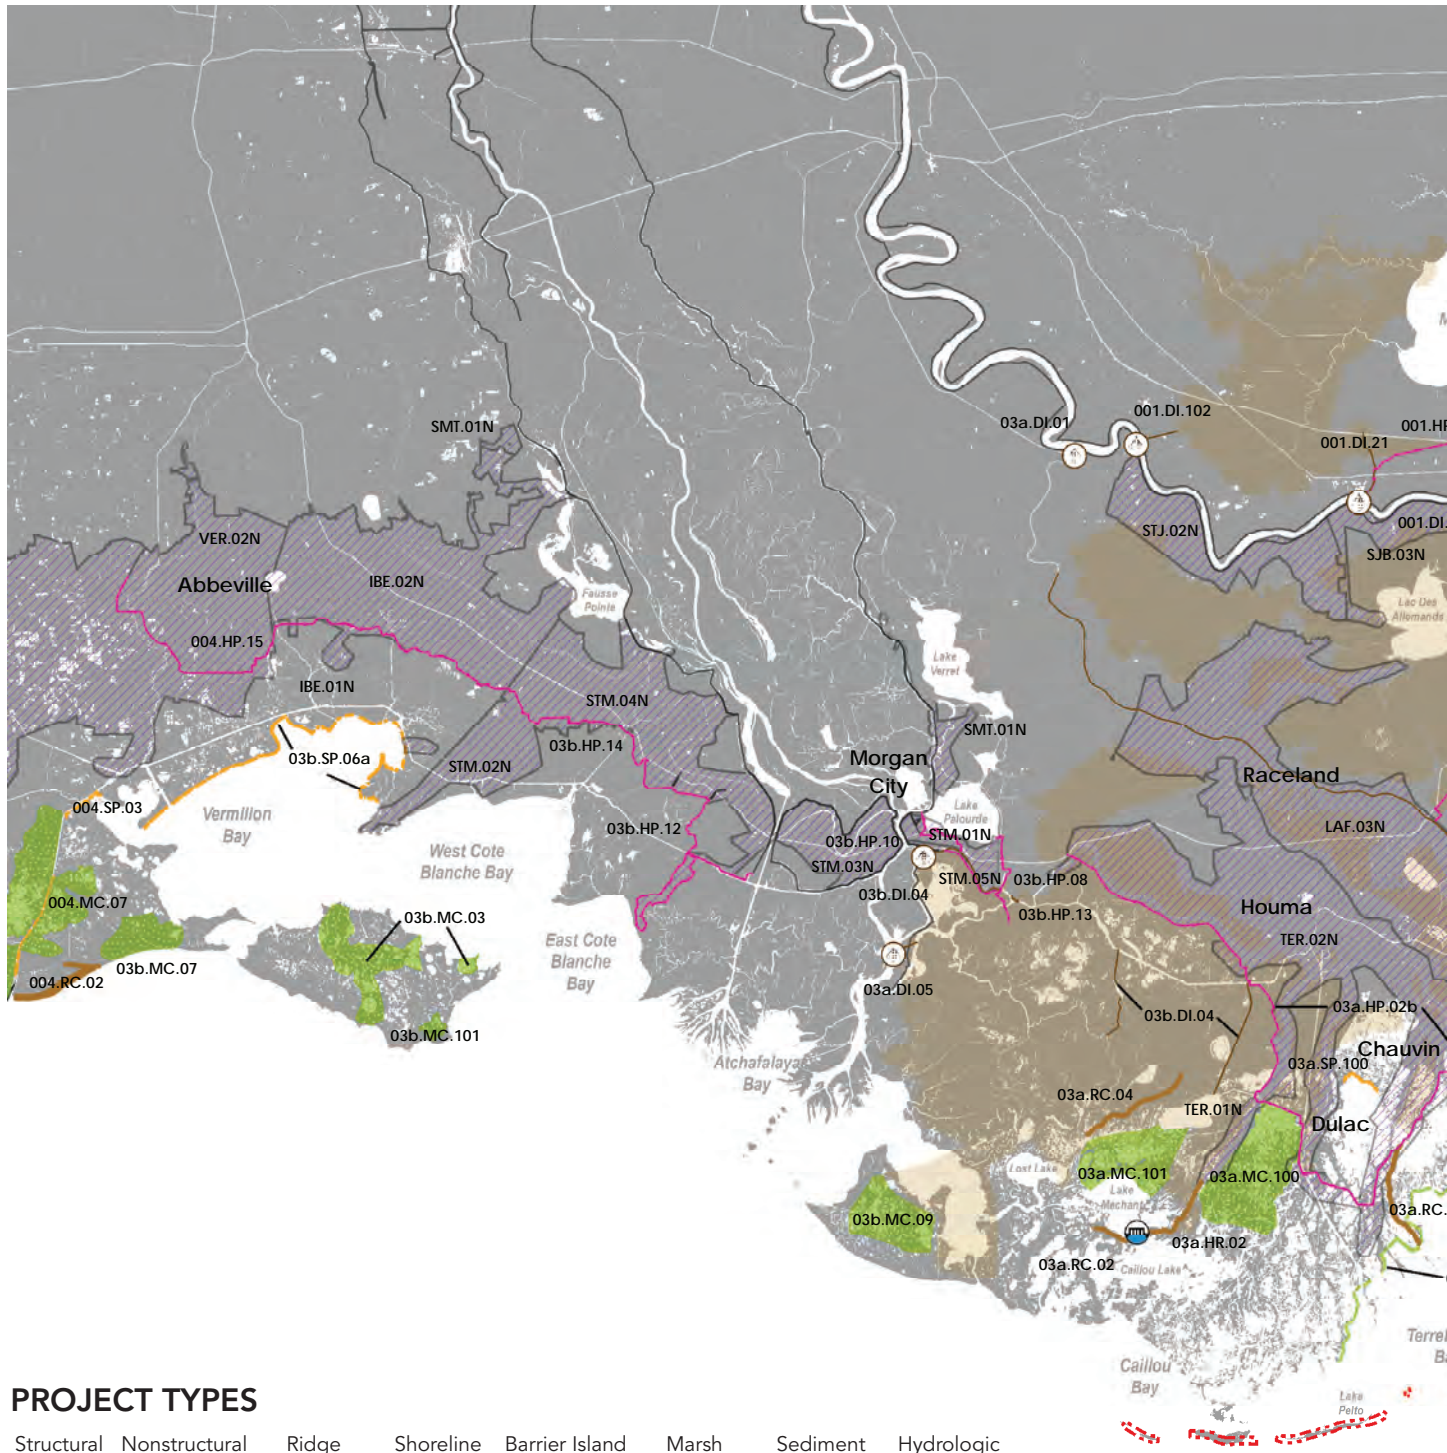 03a.DI.01
001.DI.102
001.DI.21
SMT.01N
VER.02N
STJ.02N
SJB.03N
Abbeville
IBE.02N
Fausse
Pointe
Lac Des
Allemands
004.HP.15
Lake
Verret
IBE.01N
STM.04N
SMT.01N
03b.HP.14
03b.SP.06a
STM.02N
Morgan
City
Raceland
004.SP.03
Vermilion
Bay
Lake
Palourde
03b.HP.12
03b.HP.10
STM.01N
LAF.03N
West Cote
Blanche Bay
STM.03N
STM.05N
03b.HP.08
004.MC.07
03b.DI.04
03b.MC.03
03b.HP.13
Houma
East Cote
Blanche
Bay
TER.02N
03b.MC.07
004.RC.02
03a.DI.05
03b.DI.04
03a.HP.02b
03b.MC.101
Atchafalaya
Bay
Chauvin
03a.SP.100
03a.RC.04
TER.01N
Dulac
Lost Lake
03a.MC.101
03a.MC.100
Lake
Mechant
03b.MC.09
03a.HR.02
03a.RC.02
Caillou Lake
Caillou
Bay
Lake
Pelto
PROJECT TYPES
Structural Nonstructural Ridge Shoreline Barrier Island Marsh Sediment Hydrologic